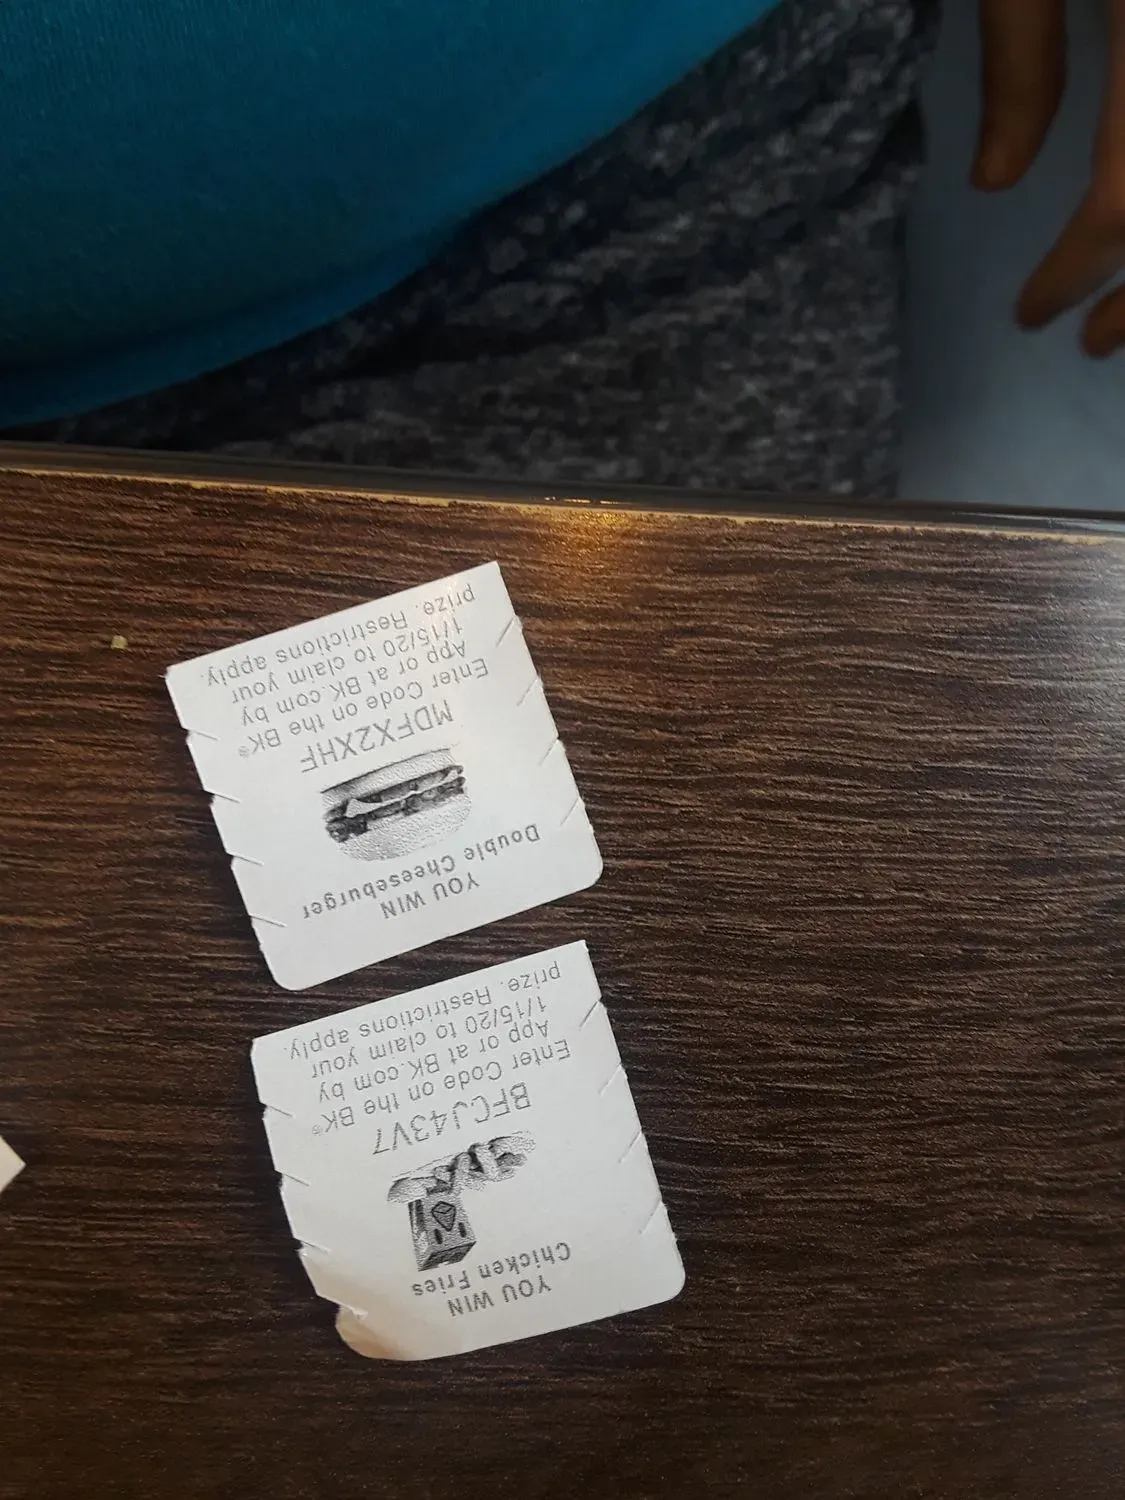 YOU WIN
Double Cheeseburger
MDFX2XHF
Enter Code on the BK®
App or at BK.com by
1/15/20 to claim your
prize. Restrictions apply.
YOU WIN
Chicken Fries
BFCJ43V7
Enter Code on the BK®
App or at BK.com by
1/15/20 to claim your
prize. Restrictions apply.